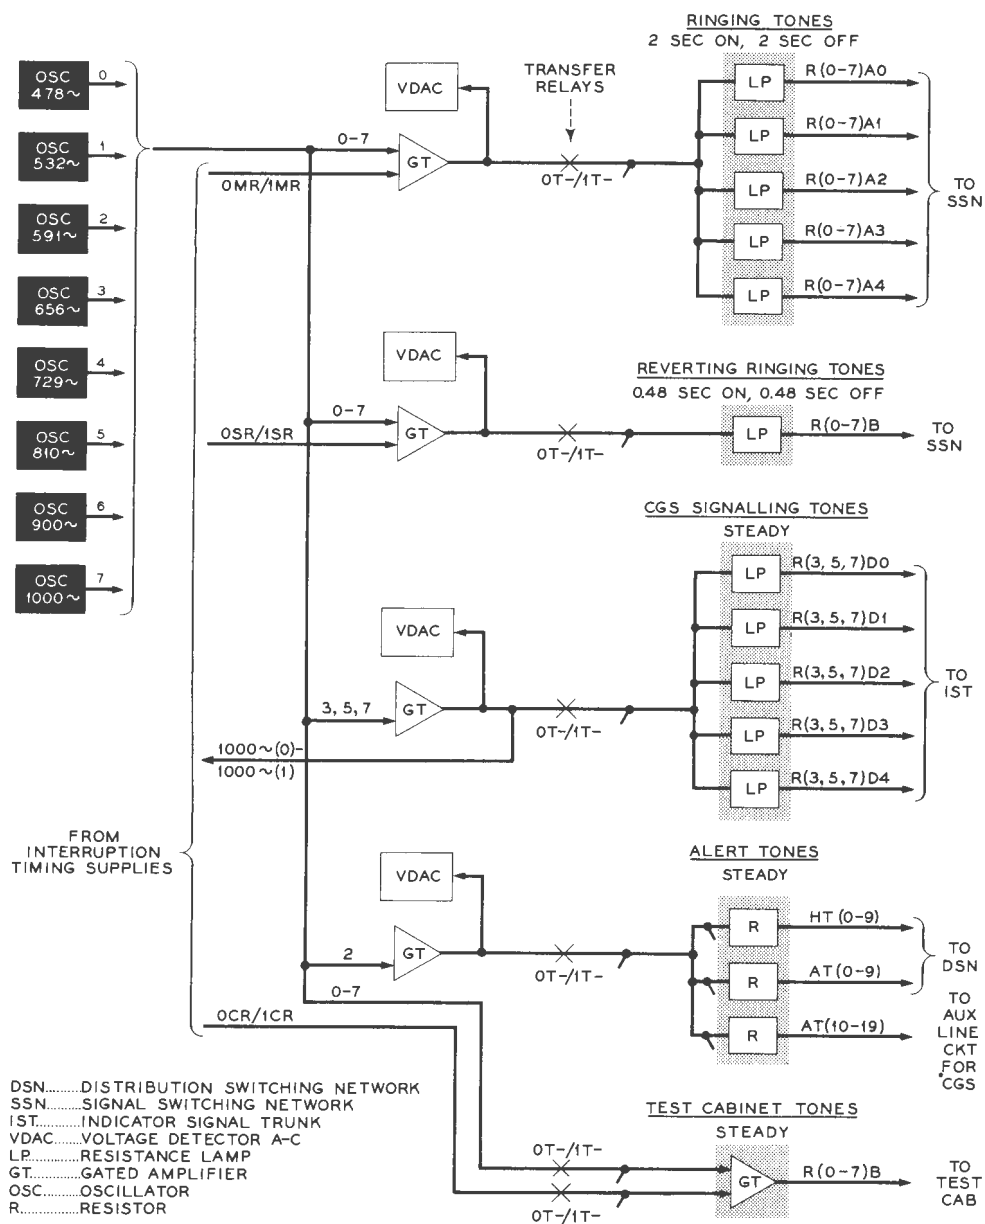 OSC
478~
0
OSC
532~
1
OSC
591~
2
OSC
656~
3
OSC
729~
4
OSC
810~
5
OSC
900~
6
OSC
1000~
7
FROM
INTERRUPTION
TIMING SUPPLIES
RINGING TONES
2 SEC ON, 2 SEC OFF
VDAC
TRANSFER
RELAYS
0-7
GT
0MR/1MR
0T-/1T-
LP
R(0-7)A0
LP
R(0-7)A1
LP
R(0-7)A2
LP
R(0-7)A3
LP
R(0-7)A4
TO
SSN
REVERTING RINGING TONES
0.48 SEC ON, 0.48 SEC OFF
VDAC
0-7
GT
0SR/1SR
0T-/1T-
LP
R(0-7)B
TO
SSN
CGS SIGNALLING TONES
STEADY
VDAC
3, 5, 7
GT
0T-/1T-
1000~(0)-
1000~(1)
LP
R(3, 5, 7)D0
LP
R(3, 5, 7)D1
LP
R(3, 5, 7)D2
LP
R(3, 5, 7)D3
LP
R(3, 5, 7)D4
TO
IST
ALERT TONES
STEADY
VDAC
2
GT
0T-/1T-
R
HT (0-9)
R
AT(0-9)
R
AT(10-19)
TO
DSN
TO
AUX
LINE
CKT
FOR
CGS
0-7
0CR/1CR
TEST CABINET TONES
STEADY
0T-/1T-
0T-/1T-
GT
R(0-7)B
TO
TEST
CAB
DSN.........DISTRIBUTION SWITCHING NETWORK
SSN.........SIGNAL SWITCHING NETWORK
IST..........INDICATOR SIGNAL TRUNK
VDAC......VOLTAGE DETECTOR A-C
LP...........RESISTANCE LAMP
GT...........GATED AMPLIFIER
OSC.........OSCILLATOR
R.............RESISTOR